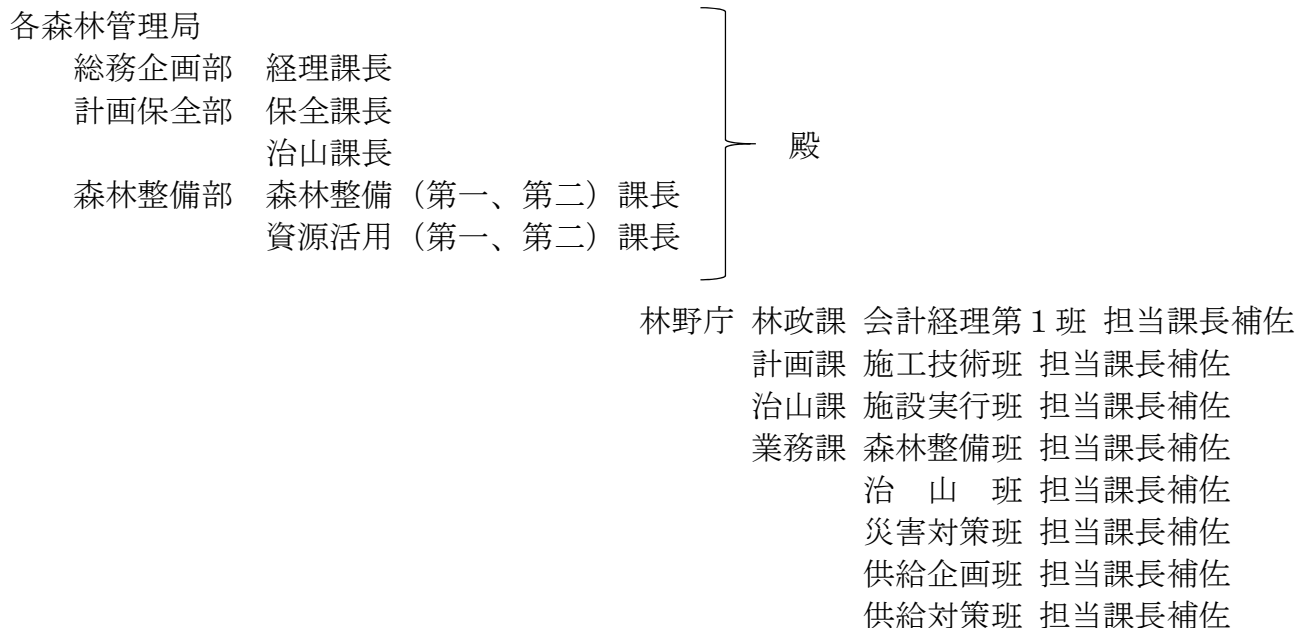 各森林管理局
総務企画部 経理課長
計画保全部 保全課長
治山課長
殿
森林整備部 森林整備（第一、第二）課長
資源活用（第一、第二）課長
林野庁 林政課 会計経理第1班 担当課長補佐
計画課 施工技術班 担当課長補佐
治山課 施設実行班 担当課長補佐
業務課 森林整備班 担当課長補佐
治 山 班 担当課長補佐
災害対策班 担当課長補佐
供給企画班 担当課長補佐
供給対策班 担当課長補佐